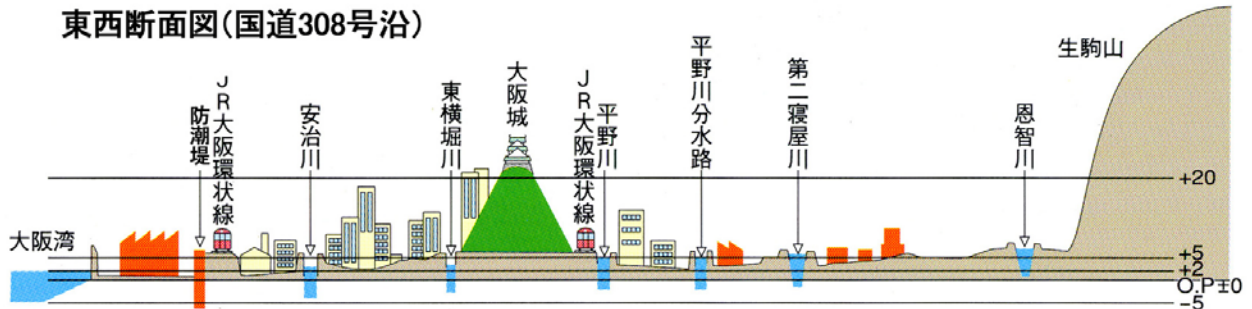 東西断面図(国道308号沿)
大阪湾
防潮堤
JR大阪環状線
安治川
東横堀川
大阪城
JR大阪環状線
平野川
平野川分水路
第二寝屋川
恩智川
生駒山
+20
+5
+2
O.P±0
-5